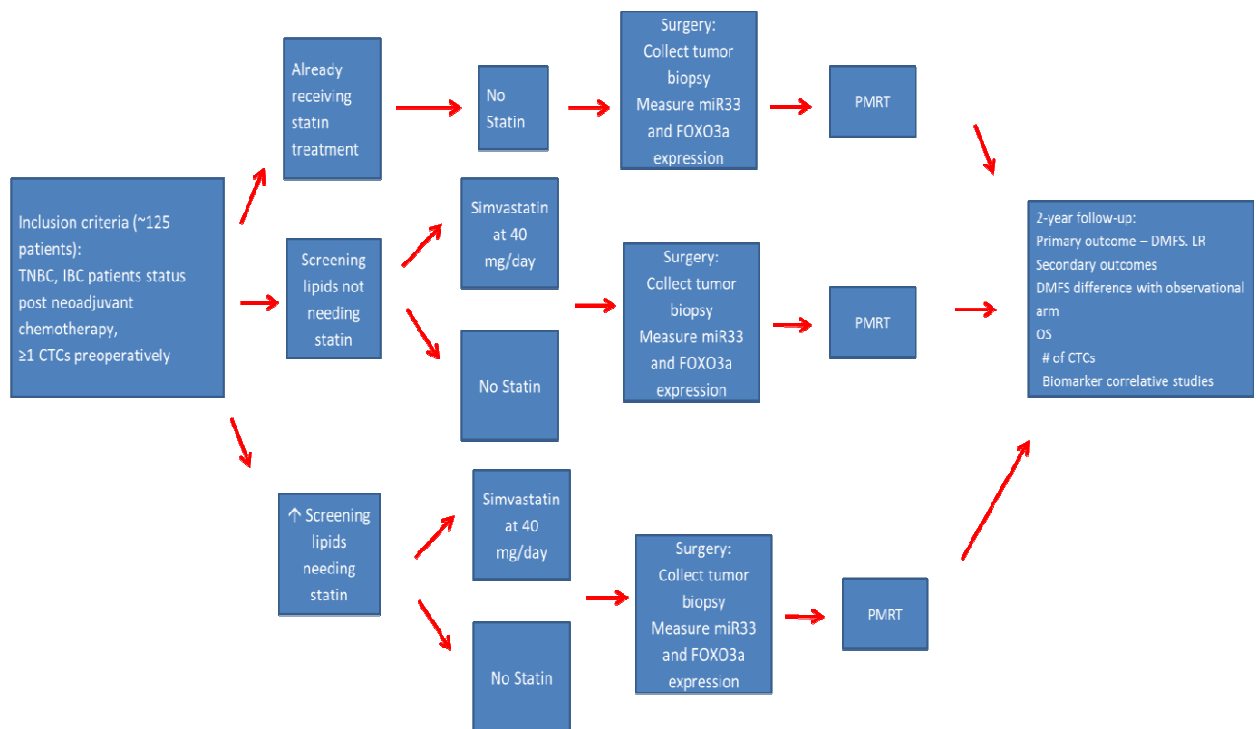 Inclusion criteria (~125
patients):
TNBC, IBC patients status
post neoadjuvant
chemotherapy,
≥1 CTCs preoperatively
Already
receiving
statin
treatment
No
Statin
Surgery:
Collect tumor
biopsy
Measure miR33
and FOXO3a
expression
PMRT
Screening
lipids not
needing
statin
Simvastatin
at 40
mg/day
No Statin
Surgery:
Collect tumor
biopsy
Measure miR33
and FOXO3a
expression
PMRT
↑ Screening
lipids
needing
statin
Simvastatin
at 40
mg/day
No Statin
Surgery:
Collect tumor
biopsy
Measure miR33
and FOXO3a
expression
PMRT
2-year follow-up:
Primary outcome – DMFS. LR
Secondary outcomes
DMFS difference with observational
arm
OS
# of CTCs
Biomarker correlative studies